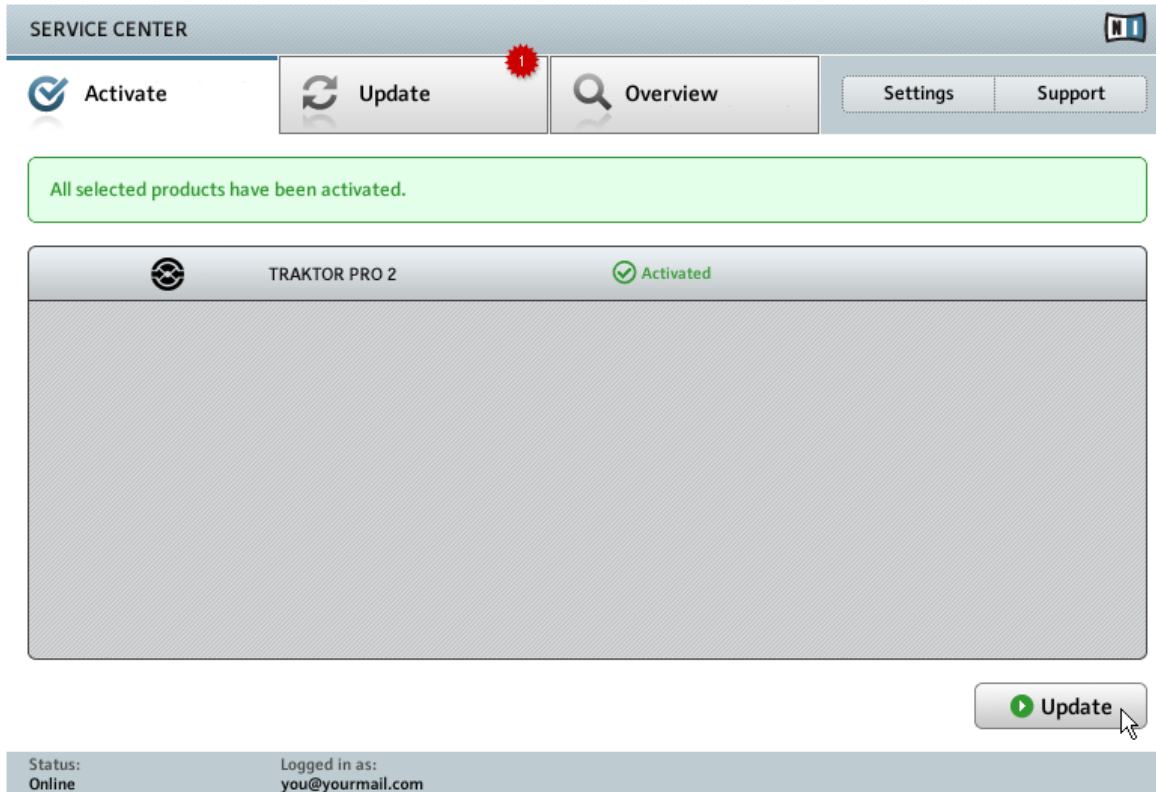 SERVICE CENTER
NI
Activate
Update
1
Overview
Settings
Support
All selected products have been activated.
TRAKTOR PRO 2
Activated
Update
Status:
Online
Logged in as:
you@yourmail.com